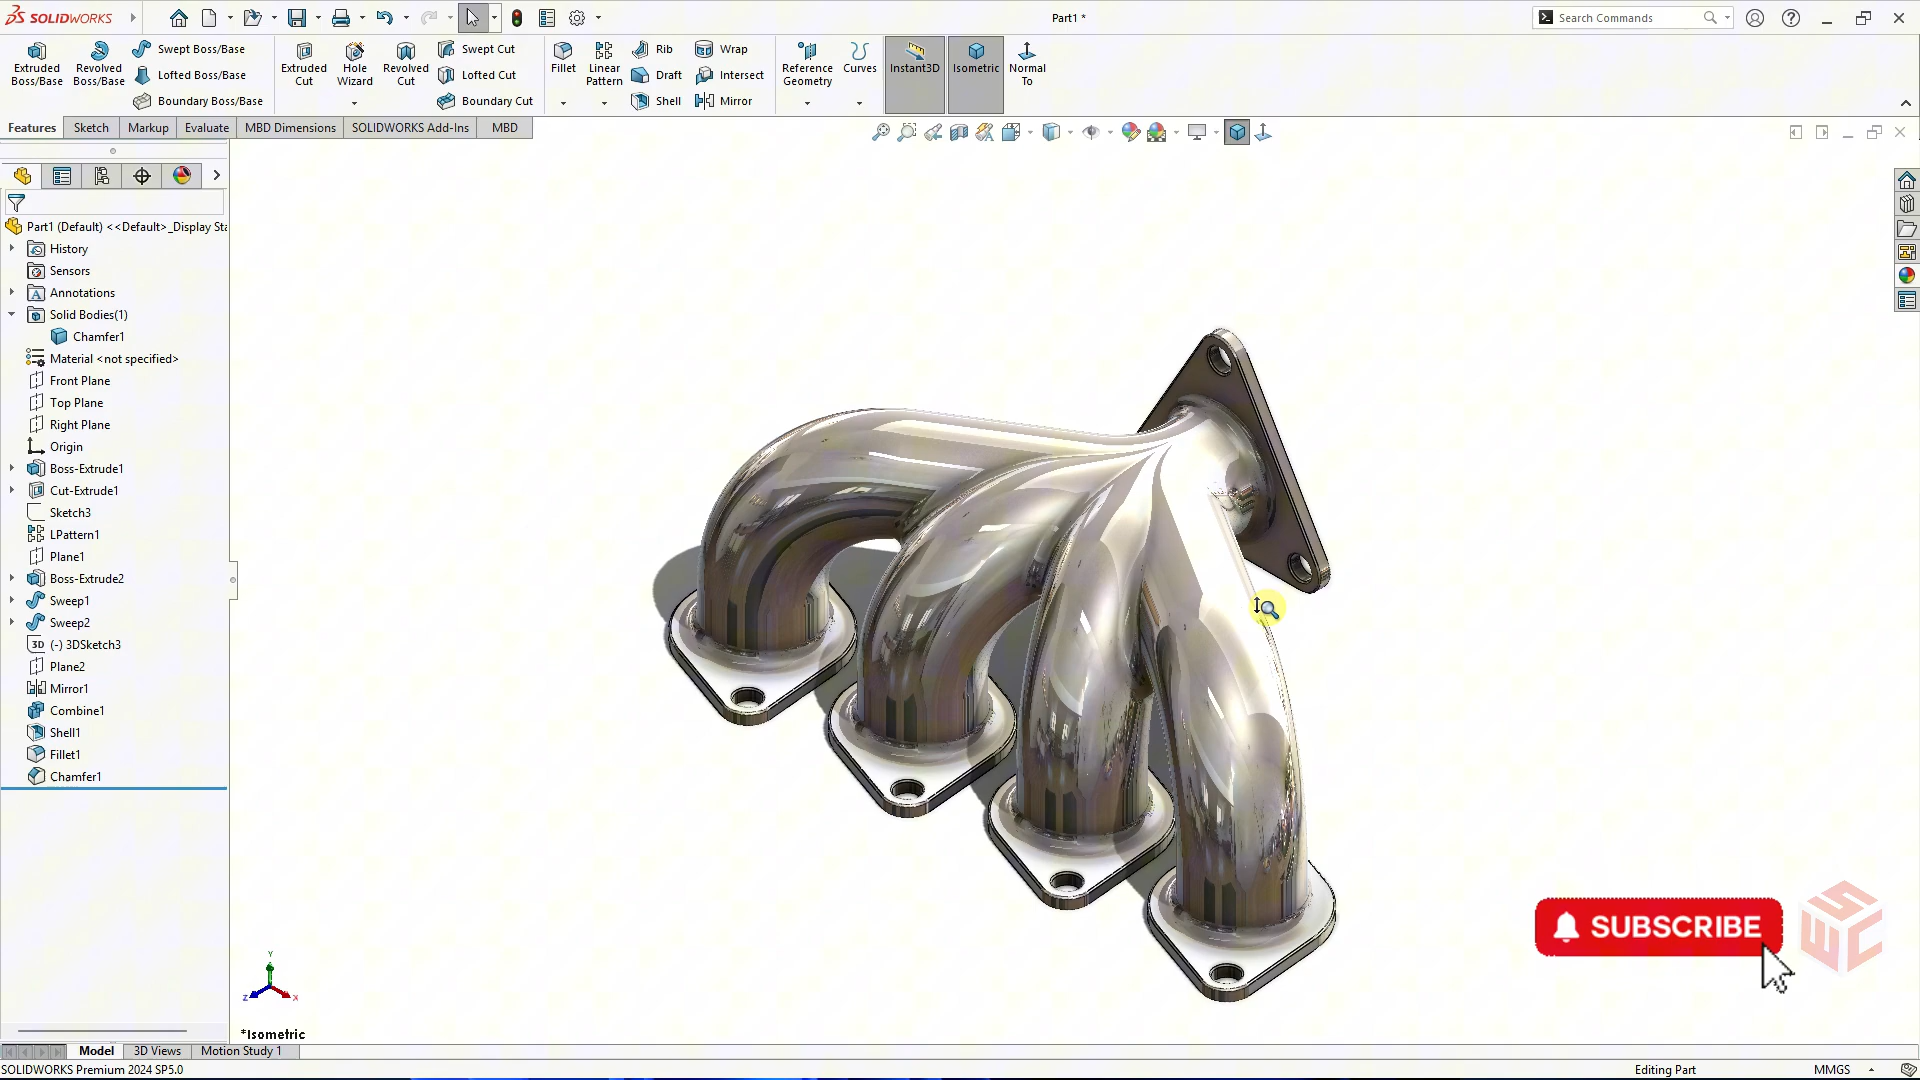 SOLIDWORKS
Part1 *
Search Commands
Extruded Boss/Base
Revolved Boss/Base
Swept Boss/Base
Lofted Boss/Base
Boundary Boss/Base
Extruded Cut
Hole Wizard
Revolved Cut
Swept Cut
Lofted Cut
Boundary Cut
Fillet
Linear Pattern
Rib
Draft
Shell
Wrap
Intersect
Mirror
Reference Geometry
Curves
Instant3D
Isometric
Normal To
Features
Sketch
Markup
Evaluate
MBD Dimensions
SOLIDWORKS Add-Ins
MBD
Part1 (Default) <<Default>_Display Sta
History
Sensors
Annotations
Solid Bodies(1)
Chamfer1
Material <not specified>
Front Plane
Top Plane
Right Plane
Origin
Boss-Extrude1
Cut-Extrude1
Sketch3
LPattern1
Plane1
Boss-Extrude2
Sweep1
Sweep2
3D (-) 3DSketch3
Plane2
Mirror1
Combine1
Shell1
Fillet1
Chamfer1
Y
Z
X
*Isometric
SUBSCRIBE
SWC
Model
3D Views
Motion Study 1
SOLIDWORKS Premium 2024 SP5.0
Editing Part
MMGS